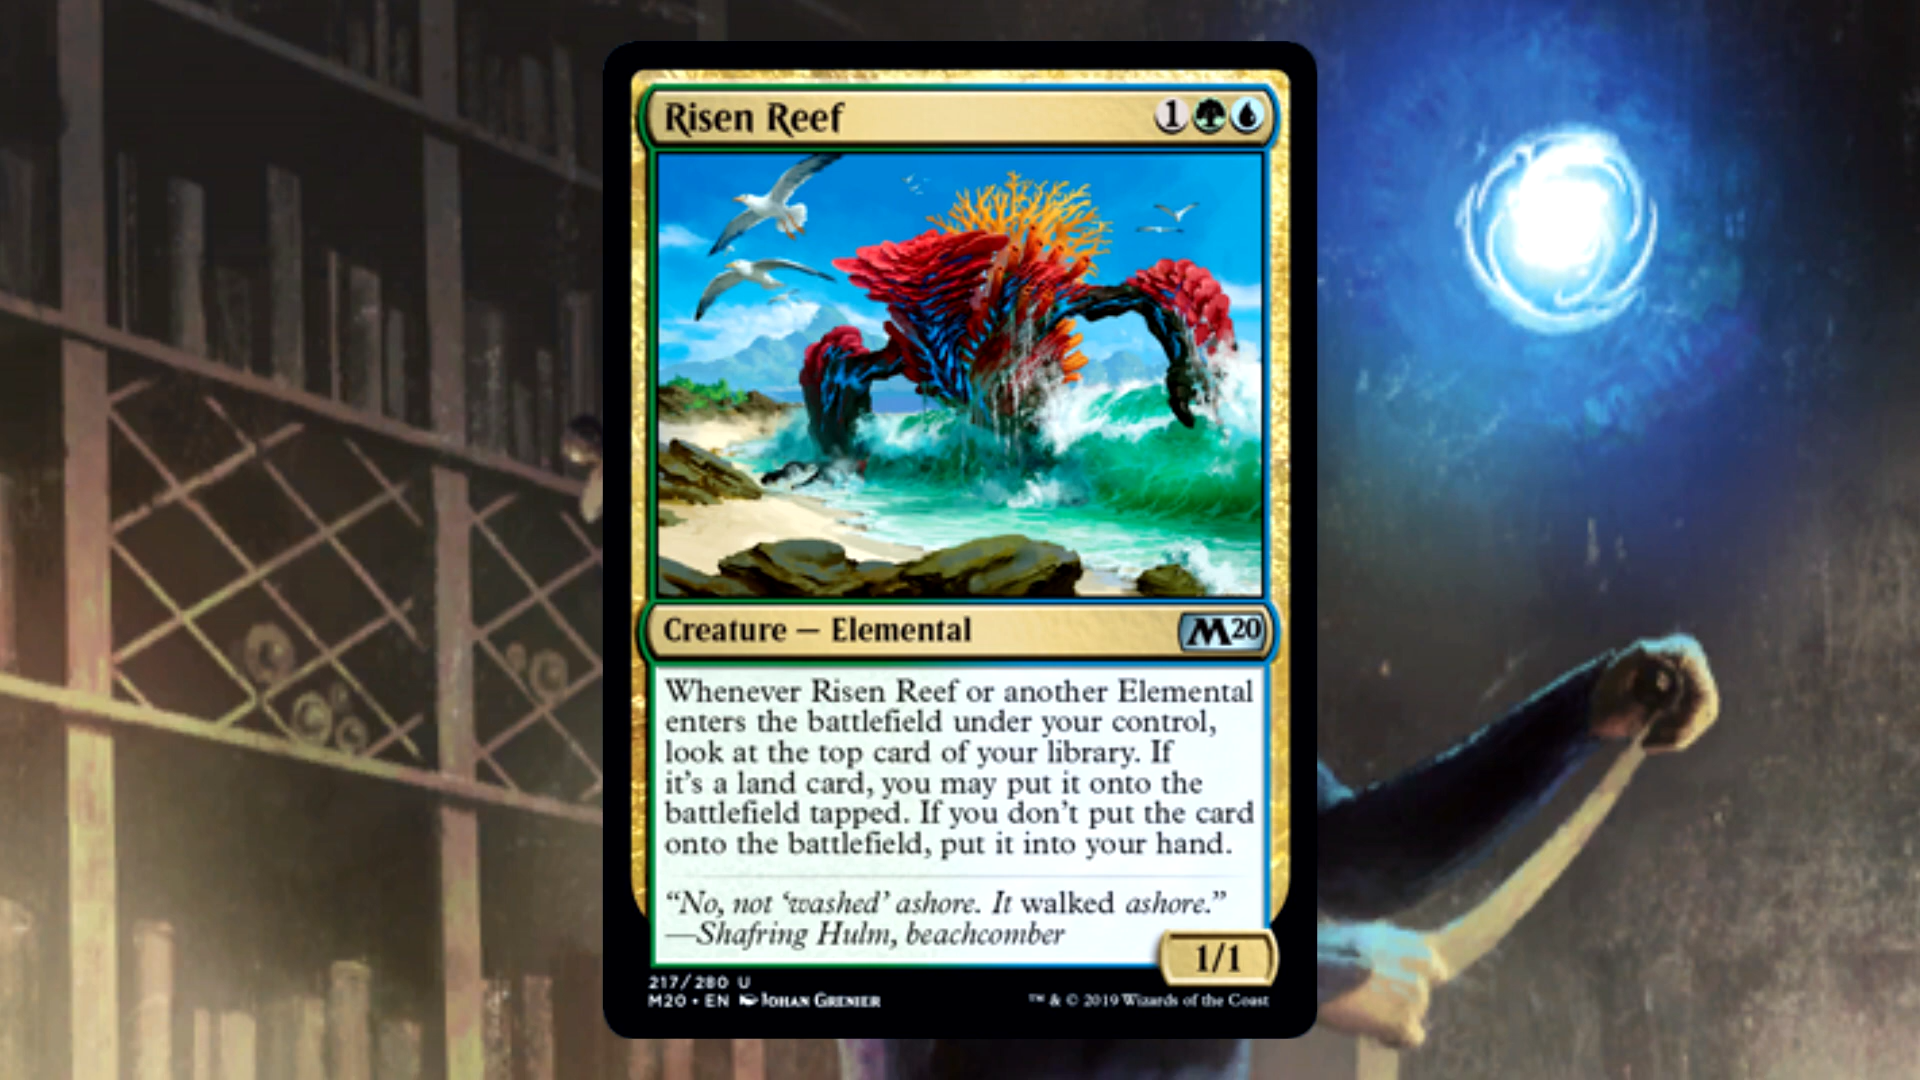 Risen Reef 1
Creature — Elemental M20
Whenever Risen Reef or another Elemental
enters the battlefield under your control,
look at the top card of your library. If
it's a land card, you may put it onto the
battlefield tapped. If you don't put the card
onto the battlefield, put it into your hand.
“No, not ‘washed’ ashore. It walked ashore.”
—Shafring Hulm, beachcomber
1/1
217/280 U
M20 • EN Johan Grenier ™ & © 2019 Wizards of the Coast